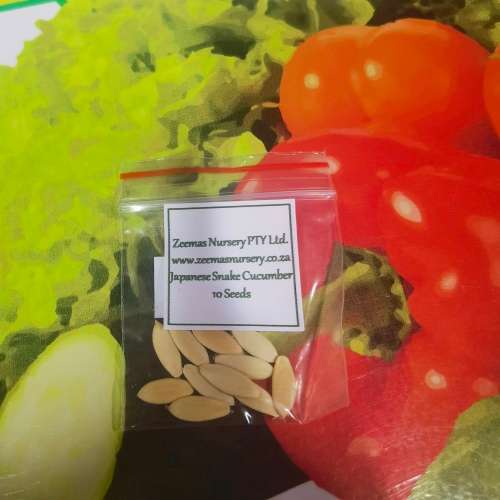 Zeemas Nursery PTY Ltd.
www.zeemasnursery.co.za
Japanese Snake Cucumber
10 Seeds